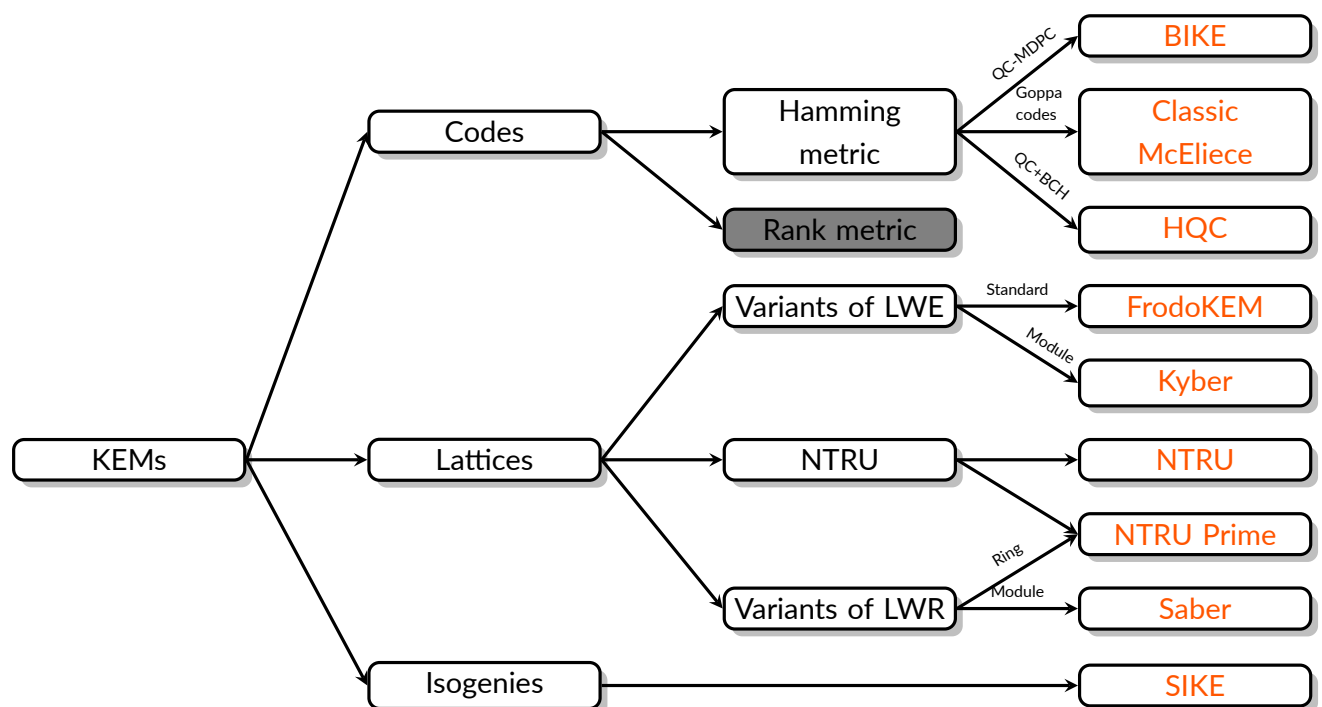 QC-MDPC
BIKE
Codes
Hamming
metric
Goppa
codes
Classic
McEliece
QC+BCH
Rank metric
HQC
Variants of LWE
Standard
FrodoKEM
Module
Kyber
KEMs
Lattices
NTRU
NTRU
NTRU Prime
Ring
Variants of LWR
Module
Saber
Isogenies
SIKE